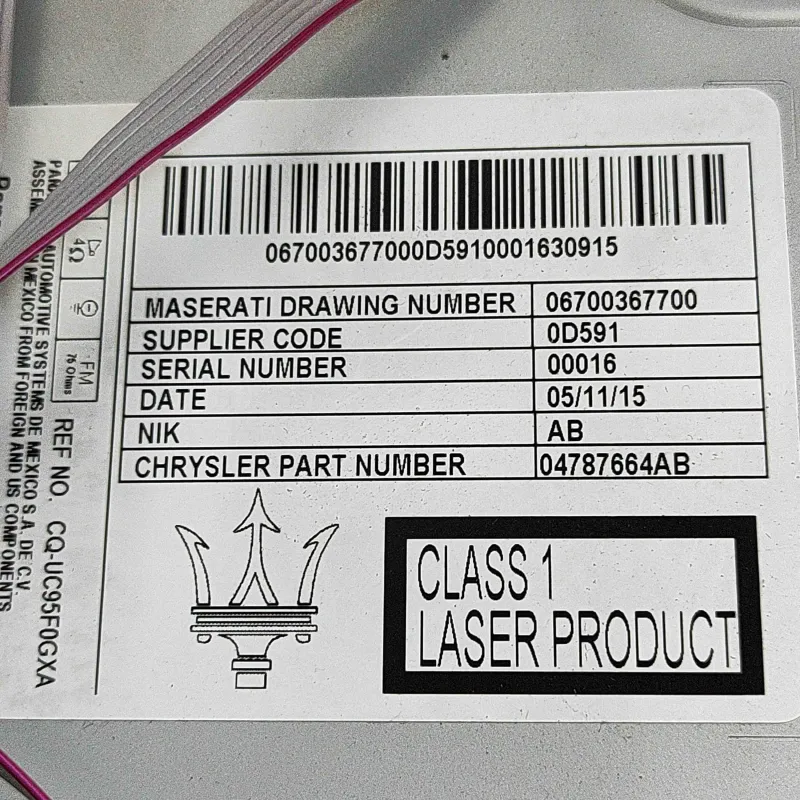 067003677000D5910001630915
MASERATI DRAWING NUMBER 06700367700
SUPPLIER CODE 0D591
SERIAL NUMBER 00016
DATE 05/11/15
NIK AB
CHRYSLER PART NUMBER 04787664AB
CLASS 1
LASER PRODUCT
4Ω
FM
75 Ohms
REF NO. CQ-UC95F0GXA
AUTOMOTIVE SYSTEMS DE MEXICO S.A. DE C.V.
MEXICO FROM FOREIGN AND US COMPONENTS